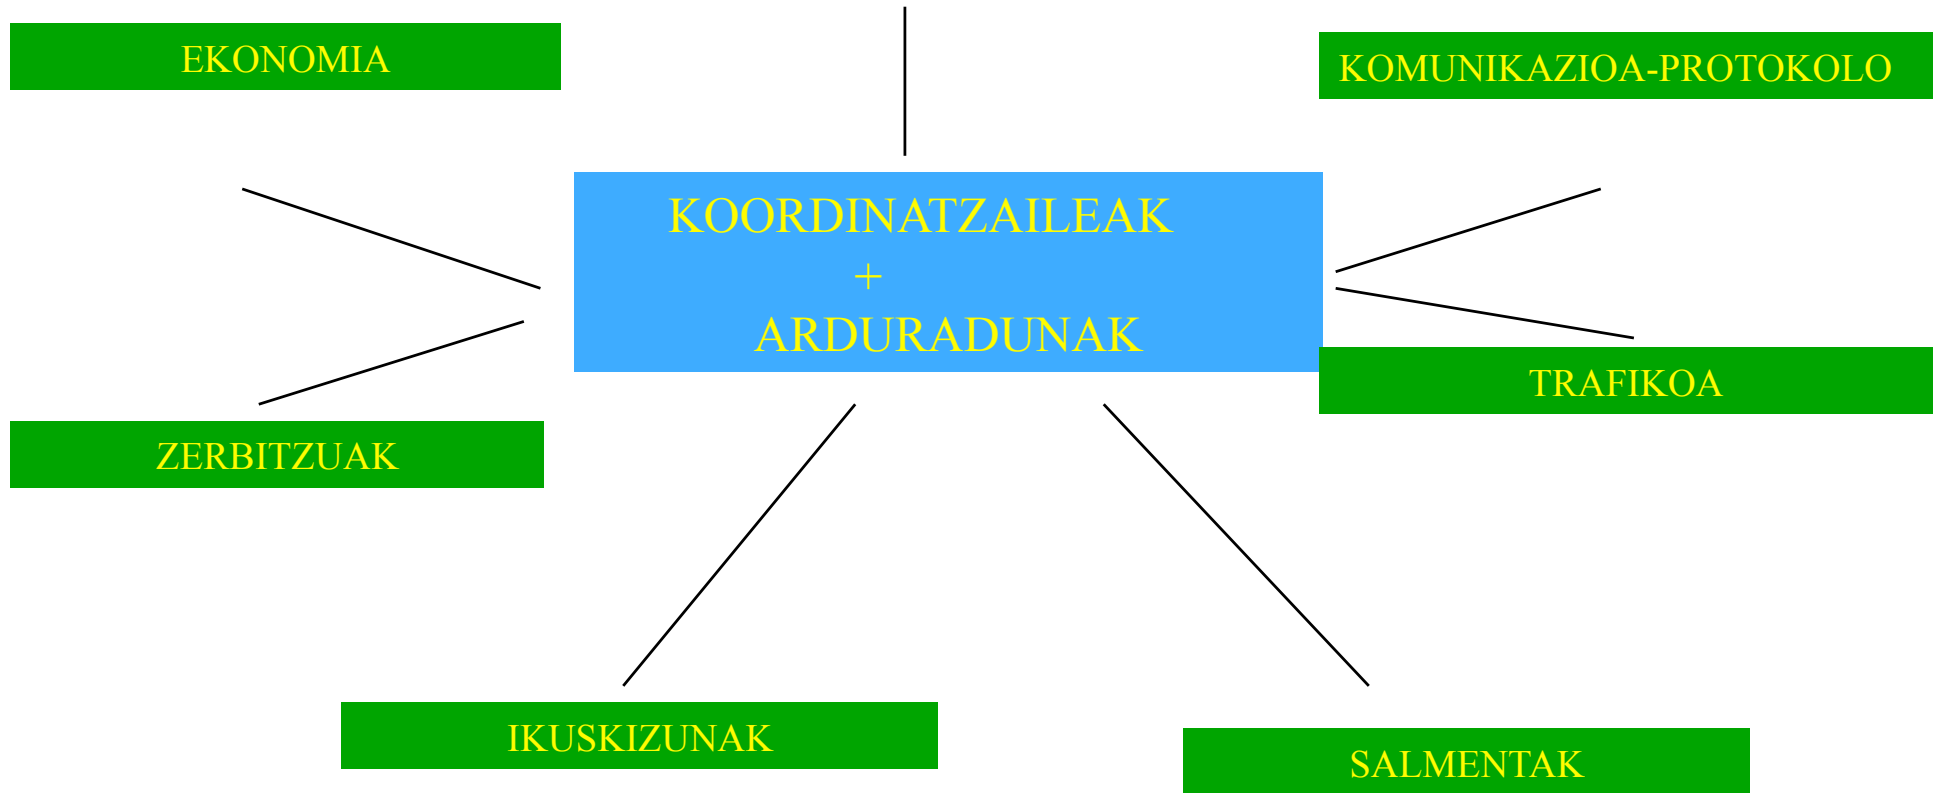 EKONOMIA
KOMUNIKAZIOA-PROTOKOLO
KOORDINATZAILEAK
+
ARDURADUNAK
TRAFIKOA
ZERBITZUAK
IKUSKIZUNAK
SALMENTAK